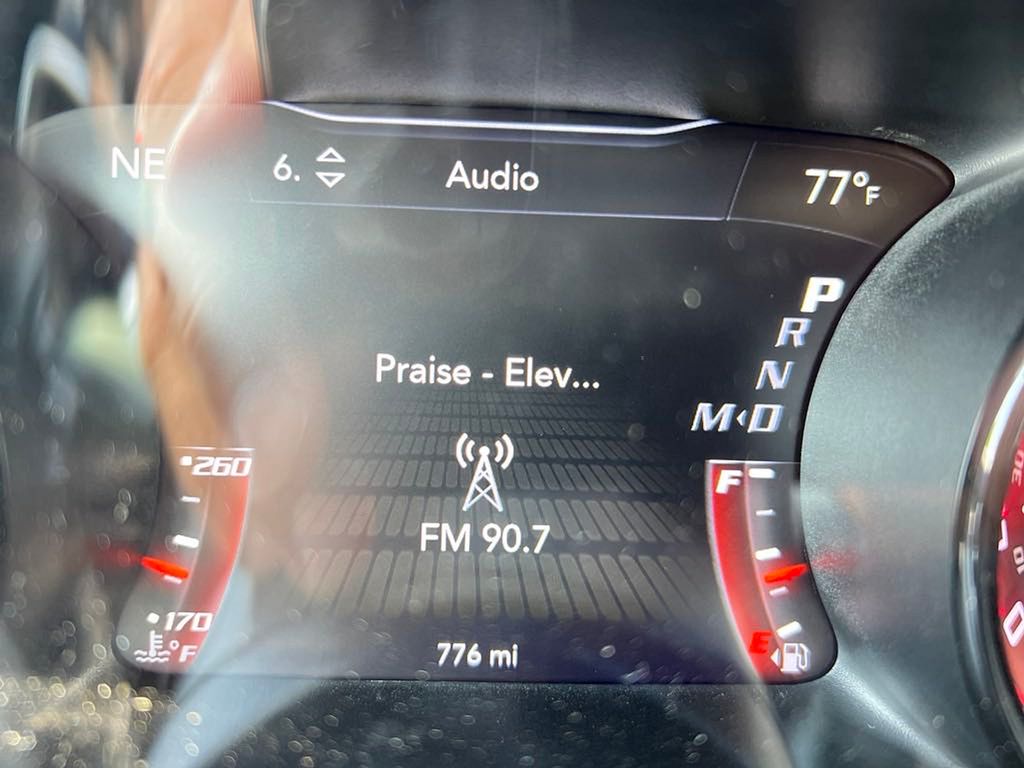 NE 6. Audio 77°F
P
R
N
M D
Praise - Elev...
260 F
FM 90.7
170 E
°F
776 mi